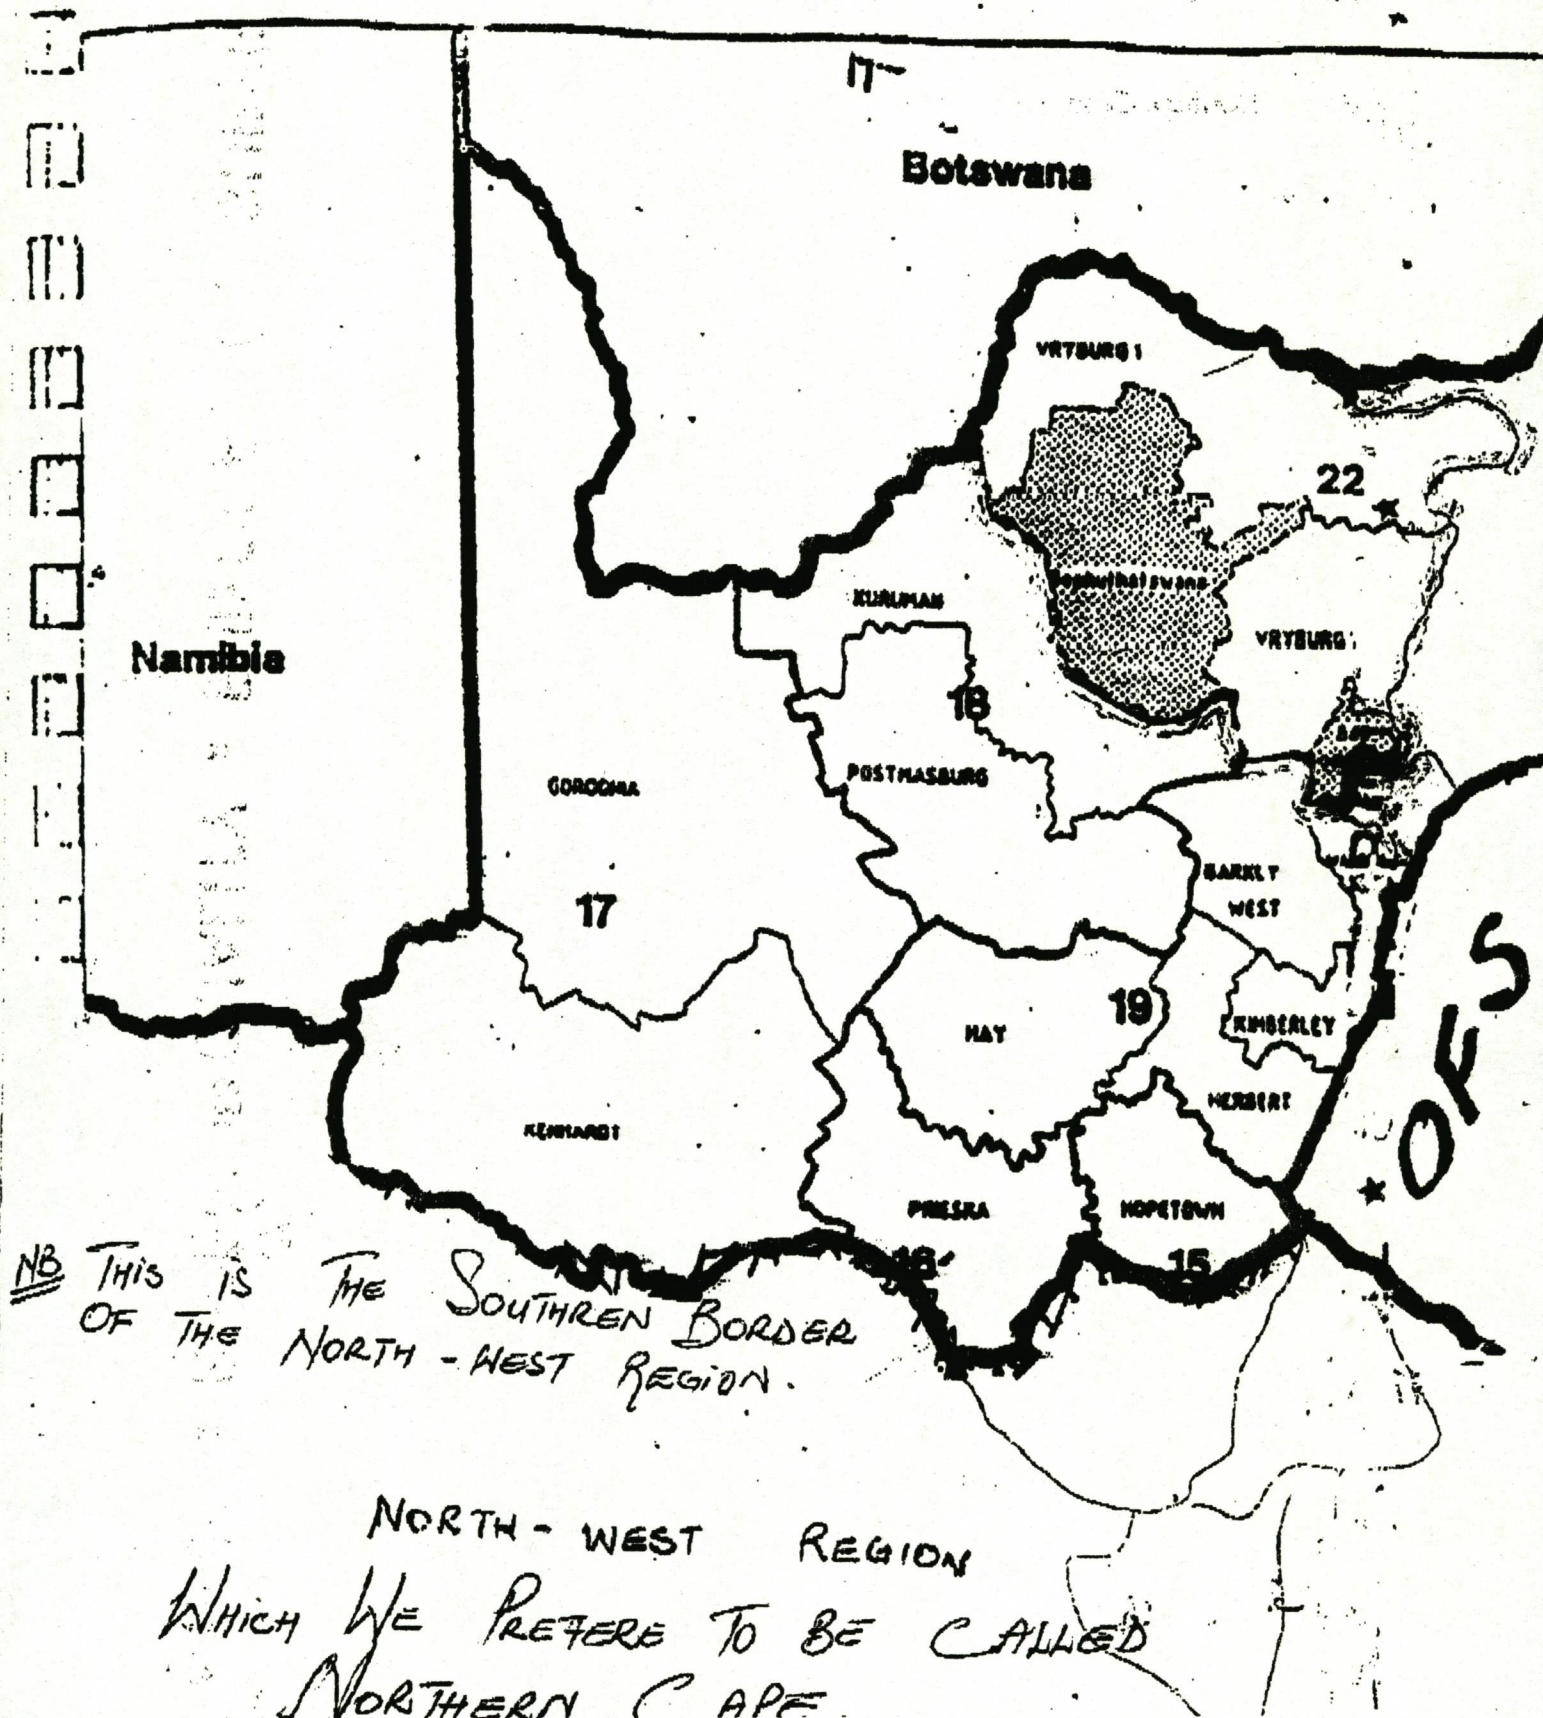 Botswana
VRYBURG 1
22
Bophuthatswana
KURUMAN
Namibia
VRYBURG
18
GORDONIA
POSTMASBURG
BARKLY
WEST
17
OFS
HAY
19
KIMBERLEY
HERBERT
KENHARDT
PRIESKA
HOPETOWN
16
15
NB THIS IS THE SOUTHREN BORDER
OF THE NORTH-WEST REGION.
NORTH-WEST REGION
WHICH WE PREFERE TO BE CALLED
NORTHERN CAPE.